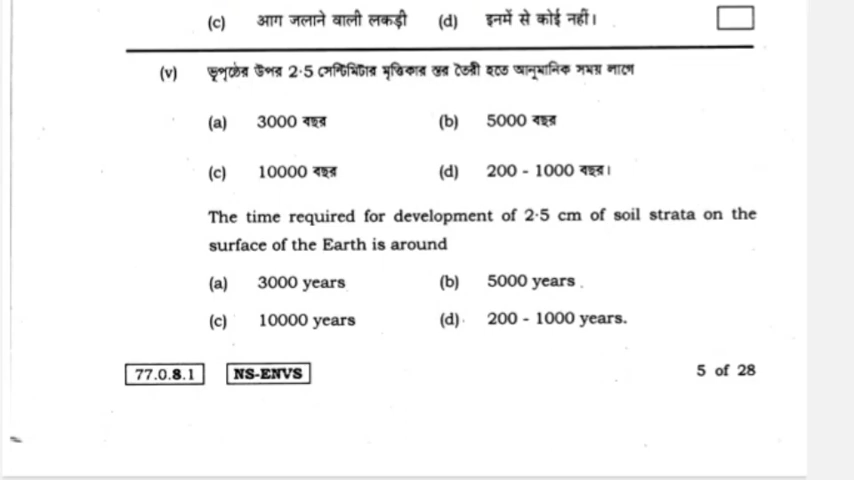 (c) आग जलाने वाली लकड़ी (d) इनमें से कोई नहीं।
(v) ভূপৃষ্ঠের উপর 2·5 সেন্টিমিটার মৃত্তিকার স্তর তৈরী হতে আনুমানিক সময় লাগে
(a) 3000 বছর (b) 5000 বছর
(c) 10000 বছর (d) 200 - 1000 বছর।
The time required for development of 2·5 cm of soil strata on the
surface of the Earth is around
(a) 3000 years (b) 5000 years .
(c) 10000 years (d) 200 - 1000 years.
77.0.8.1 NS-ENVS 5 of 28